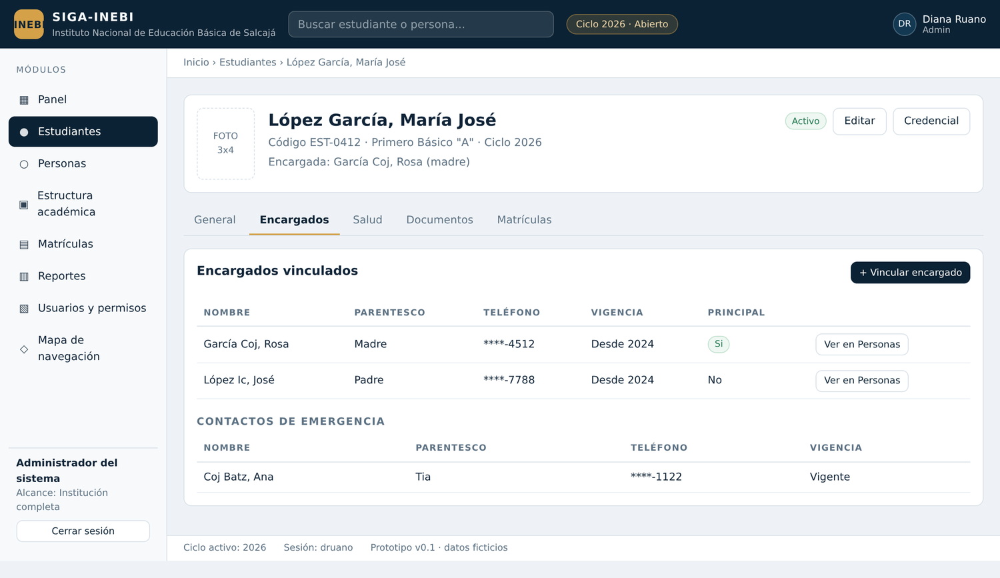 INEBI
SIGA-INEBI
Instituto Nacional de Educación Básica de Salcajá
Buscar estudiante o persona...
Ciclo 2026 · Abierto
DR
Diana Ruano
Admin
MÓDULOS
Panel
Estudiantes
Personas
Estructura
académica
Matrículas
Reportes
Usuarios y permisos
Mapa de
navegación
Administrador del
sistema
Alcance: Institución
completa
Cerrar sesión
Inicio › Estudiantes › López García, María José
FOTO
3x4
López García, María José
Código EST-0412 · Primero Básico "A" · Ciclo 2026
Encargada: García Coj, Rosa (madre)
Activo
Editar
Credencial
General Encargados Salud Documentos Matrículas
Encargados vinculados
+ Vincular encargado
NOMBRE PARENTESCO TELÉFONO VIGENCIA PRINCIPAL
García Coj, Rosa Madre ****-4512 Desde 2024 Si Ver en Personas
López Ic, José Padre ****-7788 Desde 2024 No Ver en Personas
CONTACTOS DE EMERGENCIA
NOMBRE PARENTESCO TELÉFONO VIGENCIA
Coj Batz, Ana Tia ****-1122 Vigente
Ciclo activo: 2026 Sesión: druano Prototipo v0.1 · datos ficticios